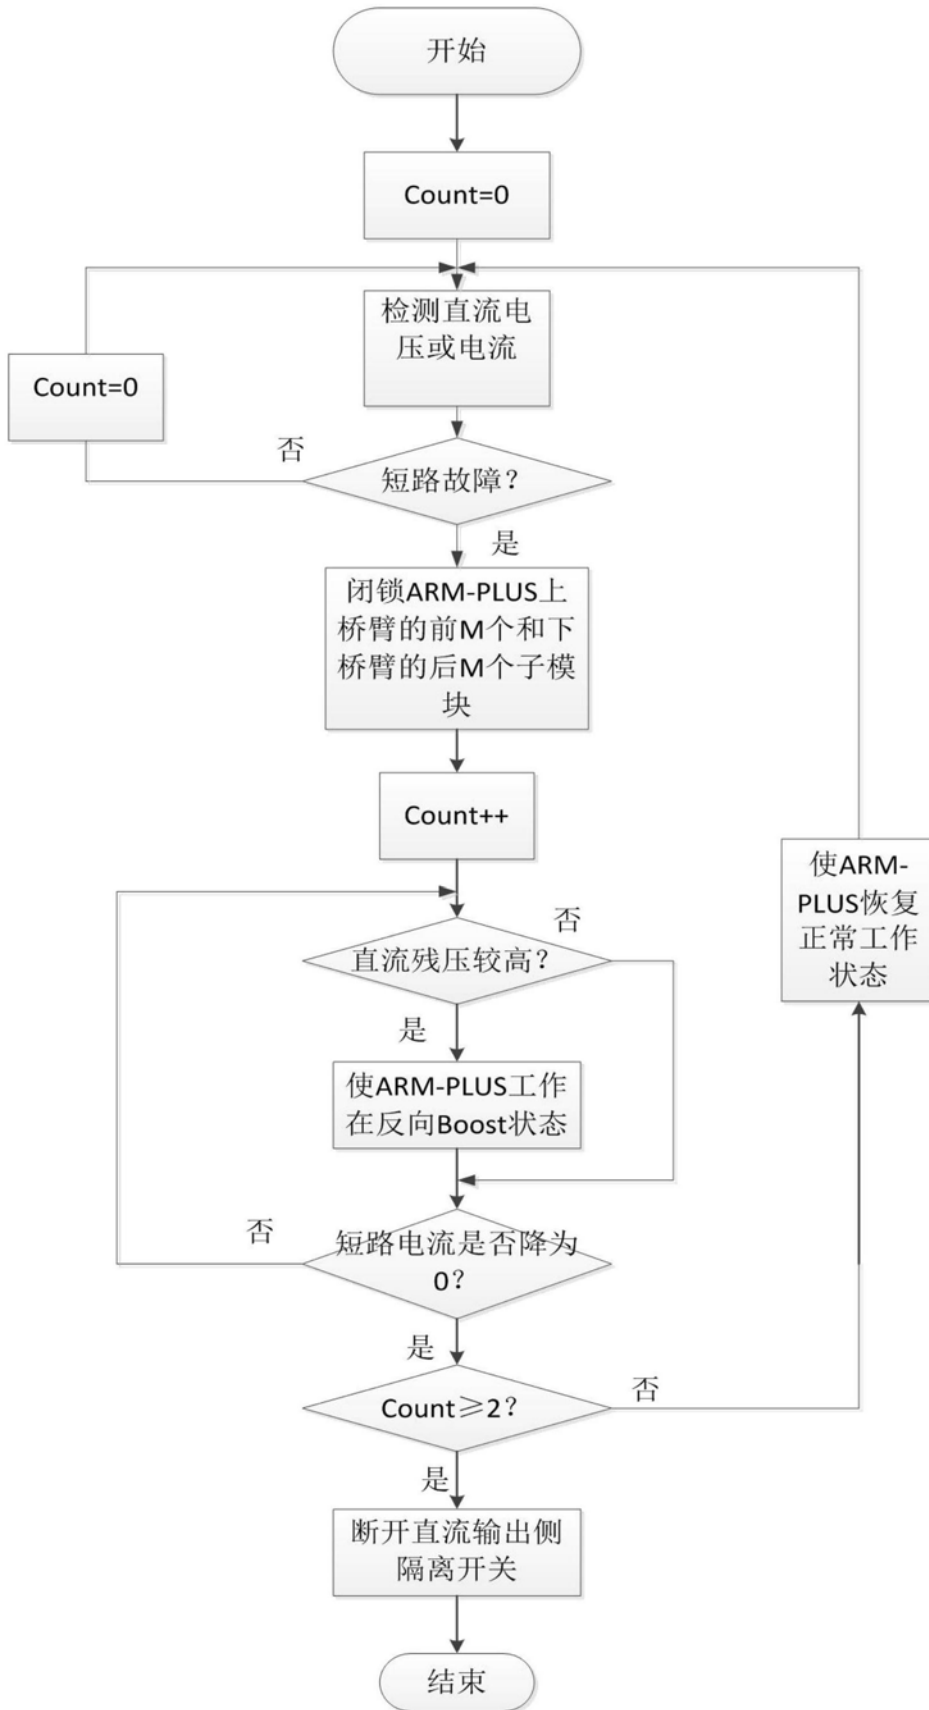 开始
Count=0
检测直流电
压或电流
Count=0
否
短路故障？
是
闭锁ARM-PLUS上
桥臂的前M个和下
桥臂的后M个子模
块
Count++
使ARM-
PLUS恢复
正常工作
状态
否
直流残压较高？
是
使ARM-PLUS工作
在反向Boost状态
否
短路电流是否降为
0？
是
Count≥2？
否
是
断开直流输出侧
隔离开关
结束